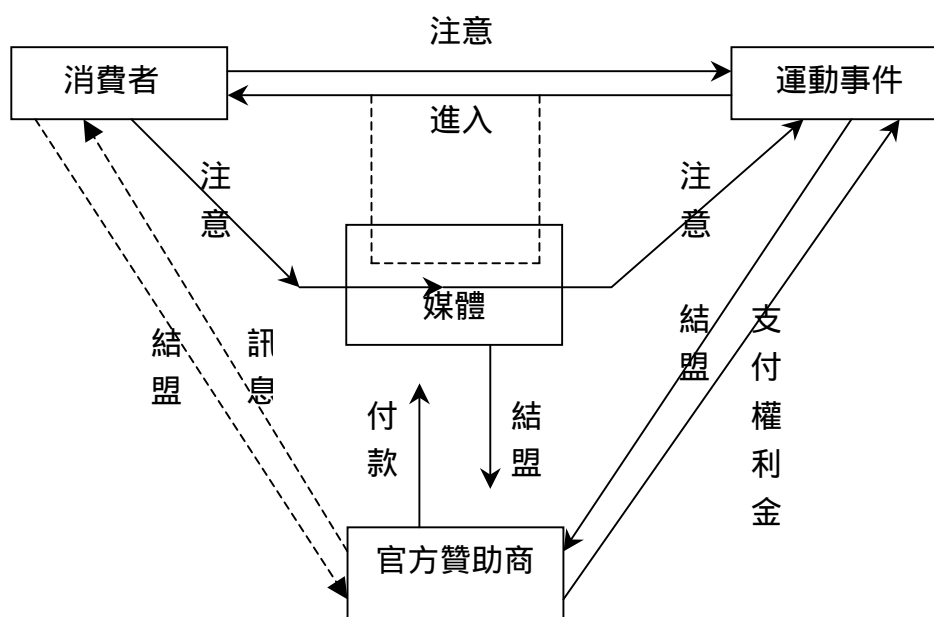 注意
消費者
運動事件
進入
注意
注意
媒體
結盟
訊息
結盟
支付權利金
付款
結盟
官方贊助商